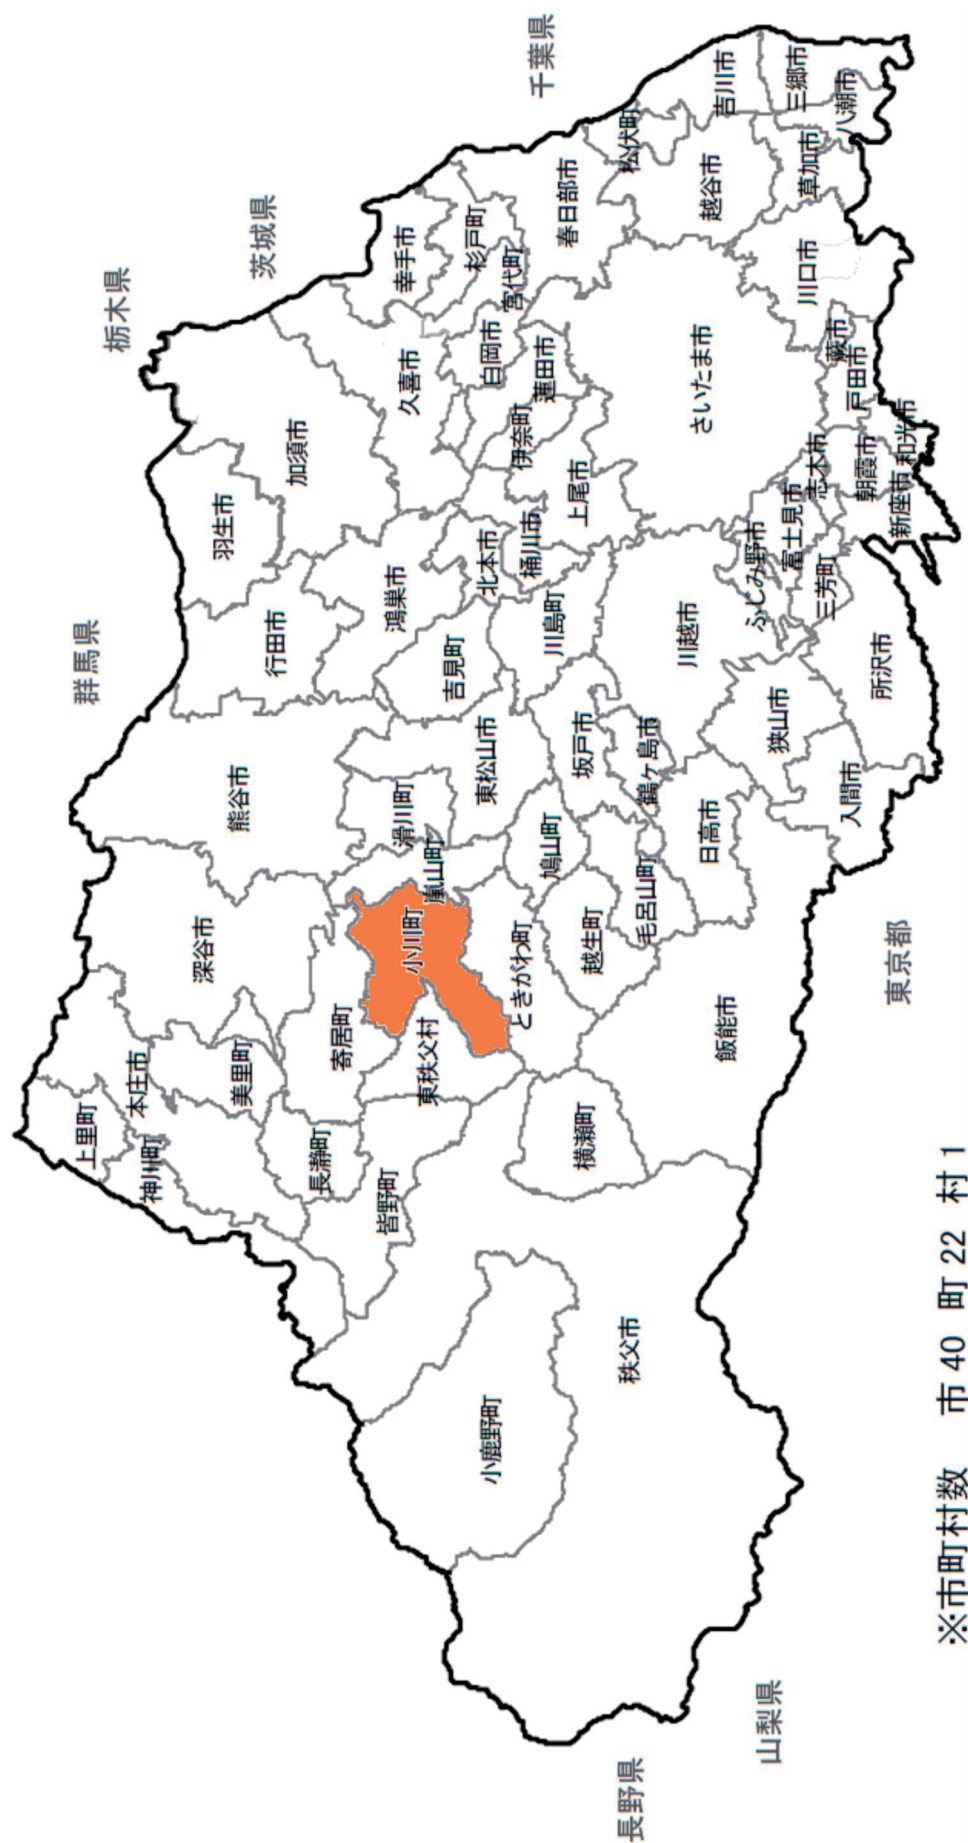 群馬県
栃木県
茨城県
千葉県
東京都
山梨県
長野県
上里町
本庄市
神川町
美里町
深谷市
熊谷市
行田市
羽生市
加須市
久喜市
幸手市
杉戸町
宮代町
白岡市
蓮田市
伊奈町
上尾市
桶川市
北本市
鴻巣市
吉見町
川島町
東松山市
滑川町
嵐山町
小川町
寄居町
長瀞町
皆野町
東秩父村
ときがわ町
鳩山町
越生町
毛呂山町
坂戸市
鶴ヶ島市
日高市
飯能市
横瀬町
秩父市
小鹿野町
川越市
狭山市
入間市
所沢市
三芳町
ふじみ野市
富士見市
志木市
新座市
朝霞市
和光市
戸田市
蕨市
さいたま市
川口市
草加市
八潮市
三郷市
吉川市
越谷市
松伏町
春日部市
※市町村数 市 40 町 22 村 1